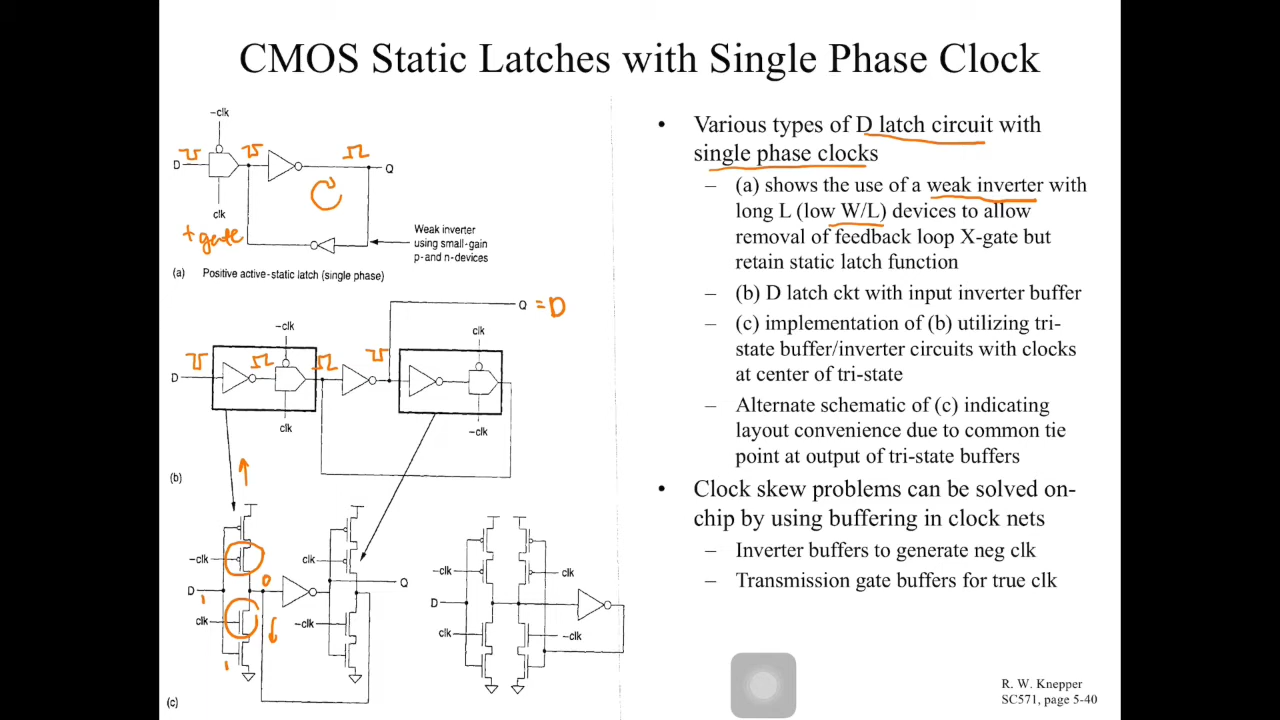 CMOS Static Latches with Single Phase Clock
-clk
D
Q
clk
+ gate
Weak inverter
using small-gain
p-and n-devices
(a) Positive active-static latch (single phase)
Q = D
-clk
clk
D
clk
-clk
(b)
-clk
D
1
clk
1
0
clk
Q
-clk
-clk
clk
D
clk
-clk
(c)
• Various types of D latch circuit with
single phase clocks
– (a) shows the use of a weak inverter with
long L (low W/L) devices to allow
removal of feedback loop X-gate but
retain static latch function
– (b) D latch ckt with input inverter buffer
– (c) implementation of (b) utilizing tri-
state buffer/inverter circuits with clocks
at center of tri-state
– Alternate schematic of (c) indicating
layout convenience due to common tie
point at output of tri-state buffers
• Clock skew problems can be solved on-
chip by using buffering in clock nets
– Inverter buffers to generate neg clk
– Transmission gate buffers for true clk
R. W. Knepper
SC571, page 5-40